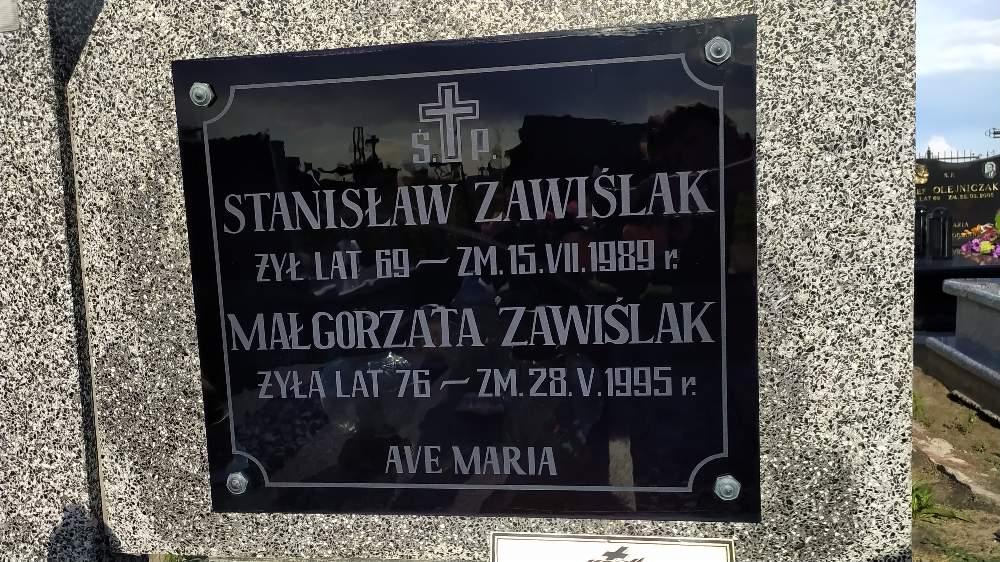 Ś. P.
STANISŁAW ZAWIŚLAK
ŻYŁ LAT 69 — ZM. 15.VII.1989 r.
MAŁGORZATA ZAWIŚLAK
ŻYŁA LAT 76 — ZM. 28.V.1995 r.
AVE MARIA
OLEJNICZAK